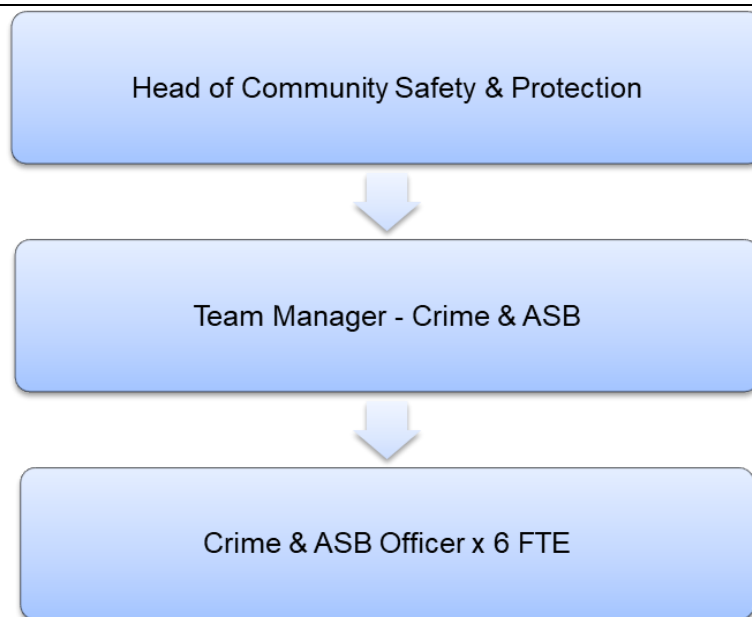 Head of Community Safety & Protection
Team Manager - Crime & ASB
Crime & ASB Officer x 6 FTE